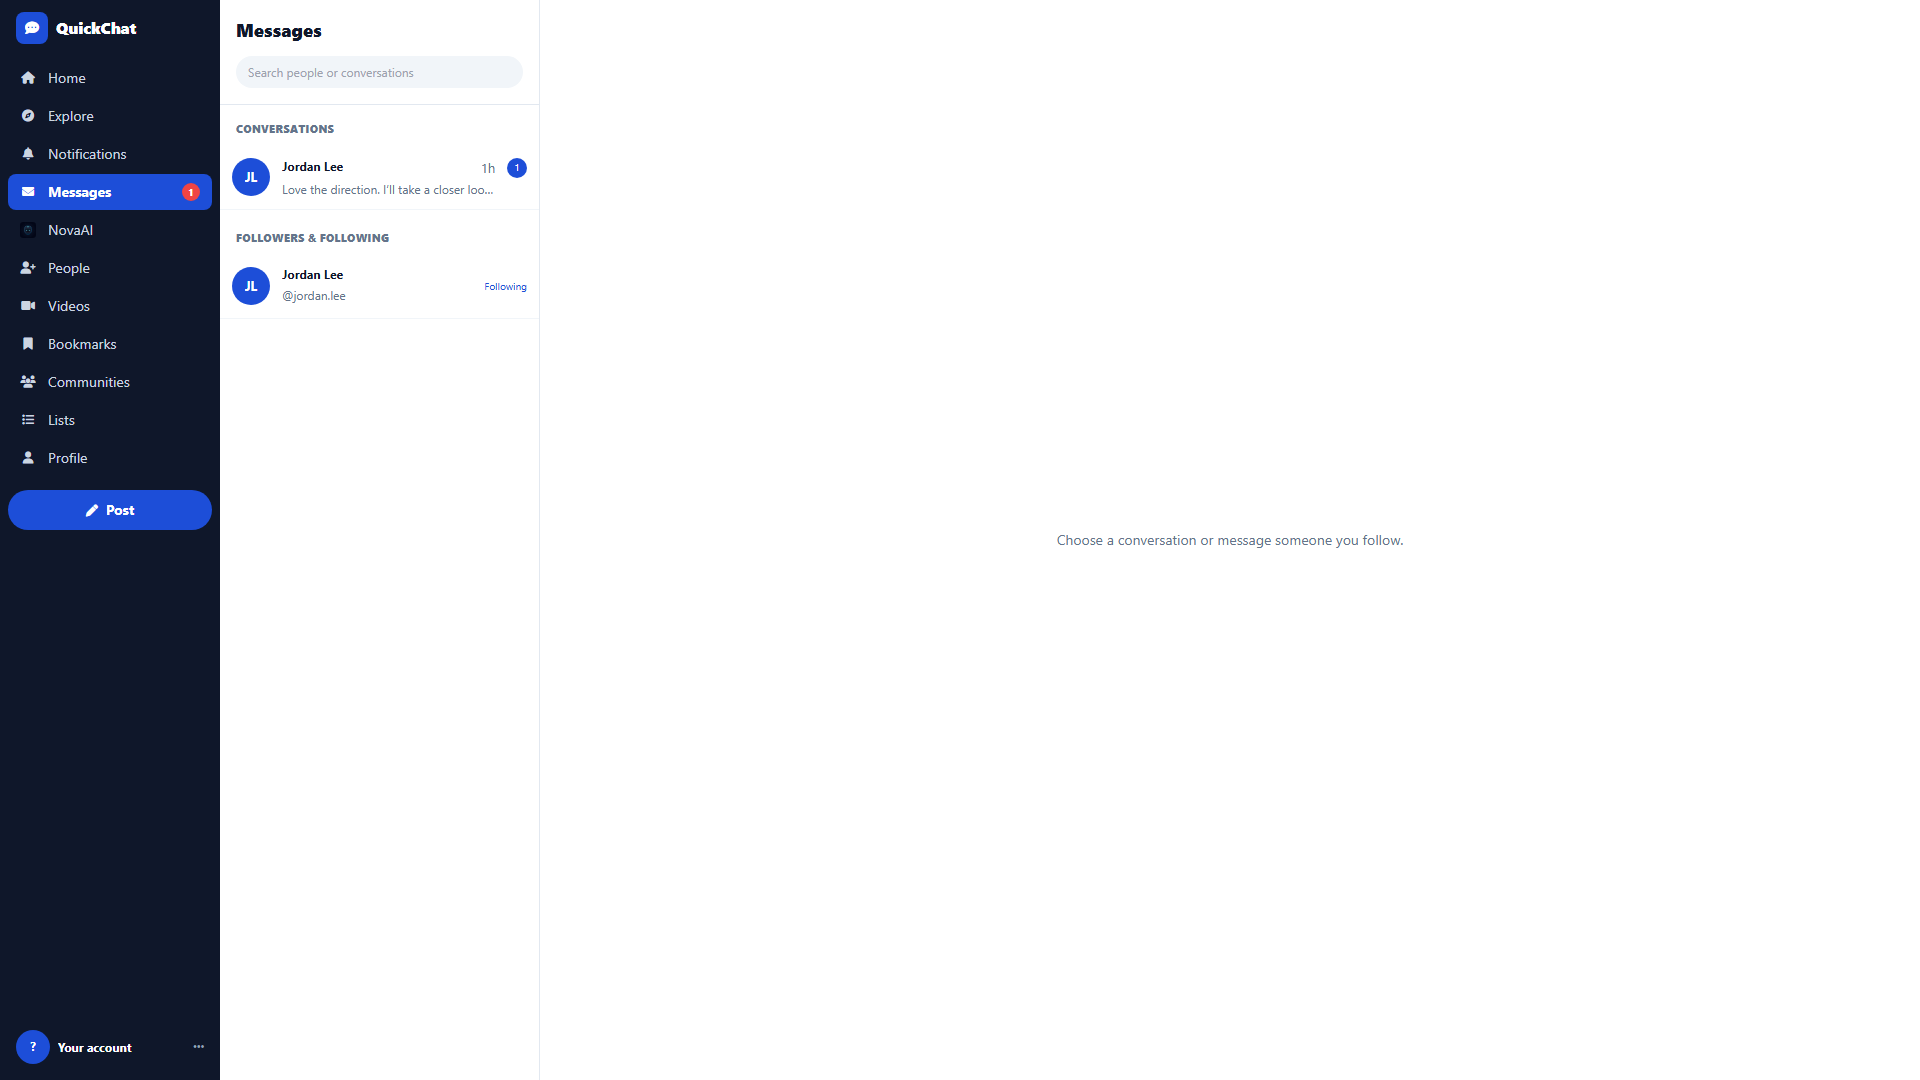 QuickChat
Home
Explore
Notifications
Messages 1
NovaAI
People
Videos
Bookmarks
Communities
Lists
Profile
Post
? Your account
Messages
Search people or conversations
CONVERSATIONS
JL Jordan Lee 1h 1
Love the direction. I'll take a closer loo...
FOLLOWERS & FOLLOWING
JL Jordan Lee Following
@jordan.lee
Choose a conversation or message someone you follow.